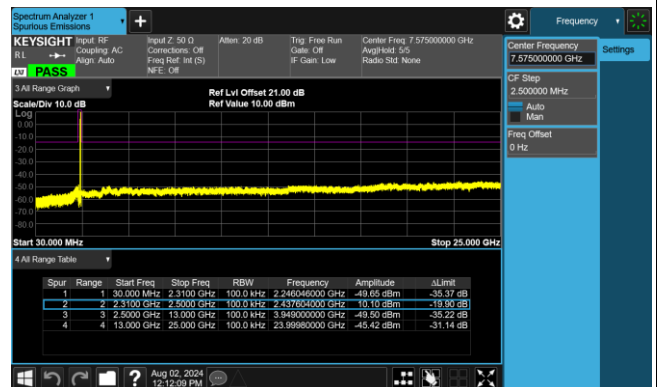 Spectrum Analyzer 1
Spurious Emissions
Frequency
KEYSIGHT
Input: RF
Coupling: AC
Align: Auto
Input Z: 50 Ω
Corrections: Off
Freq Ref: Int (S)
NFE: Off
Atten: 20 dB
Trig: Free Run
Gate: Off
IF Gain: Low
Center Freq: 7.575000000 GHz
Avg|Hold: 5/5
Radio Std: None
R L
LXI
PASS
Center Frequency
7.575000000 GHz
Settings
CF Step
2.500000 MHz
Auto
Man
Freq Offset
0 Hz
3 All Range Graph
Scale/Div 10.0 dB
Ref Lvl Offset 21.00 dB
Ref Value 10.00 dBm
Log
0.00
-10.0
-20.0
-30.0
-40.0
-50.0
-60.0
-70.0
-80.0
Start 30.000 MHz
Stop 25.000 GHz
4 All Range Table
Spur Range Start Freq Stop Freq RBW Frequency Amplitude ΔLimit
1 1 30.000 MHz 2.3100 GHz 100.0 kHz 2.246046000 GHz -49.65 dBm -35.37 dB
2 2 2.3100 GHz 2.5000 GHz 100.0 kHz 2.437604000 GHz 10.10 dBm -19.90 dB
3 3 2.5000 GHz 13.000 GHz 100.0 kHz 3.949000000 GHz -49.50 dBm -35.22 dB
4 4 13.000 GHz 25.000 GHz 100.0 kHz 23.99980000 GHz -45.42 dBm -31.14 dB
Aug 02, 2024
12:12:09 PM